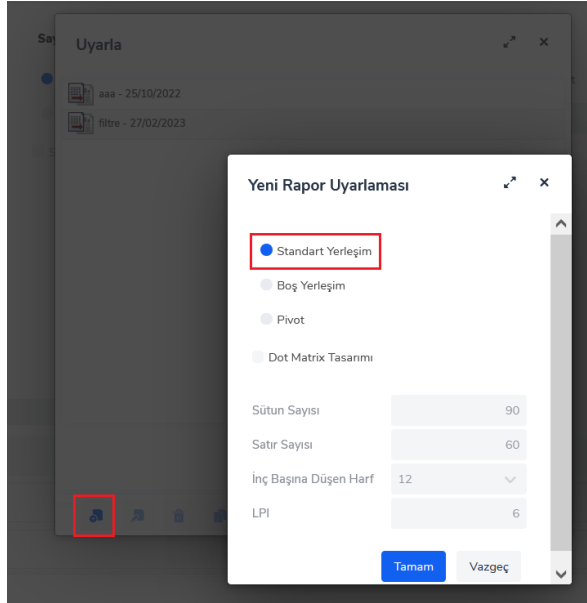 Say
Uyarla
aaa - 25/10/2022
filtre - 27/02/2023
Yeni Rapor Uyarlaması
Standart Yerleşim
Boş Yerleşim
Pivot
Dot Matrix Tasarımı
Sütun Sayısı 90
Satır Sayısı 60
İnç Başına Düşen Harf 12
LPI 6
Tamam Vazgeç